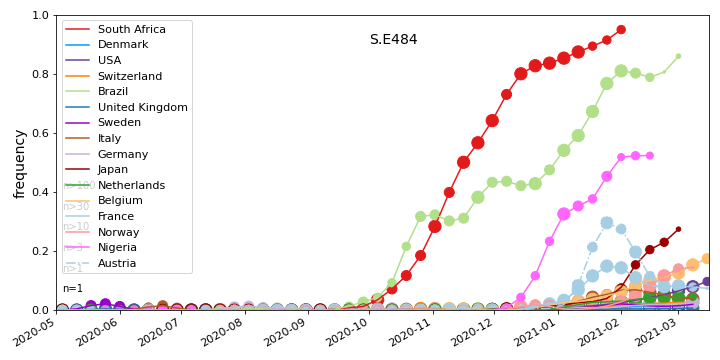 S.E484
frequency
1.0
0.8
0.6
0.4
0.2
0.0
South Africa
Denmark
USA
Switzerland
Brazil
United Kingdom
Sweden
Italy
Germany
Japan
Netherlands
Belgium
France
Norway
Nigeria
Austria
n>100
n>30
n>10
n>3
n>1
n=1
2020-05
2020-06
2020-07
2020-08
2020-09
2020-10
2020-11
2020-12
2021-01
2021-02
2021-03